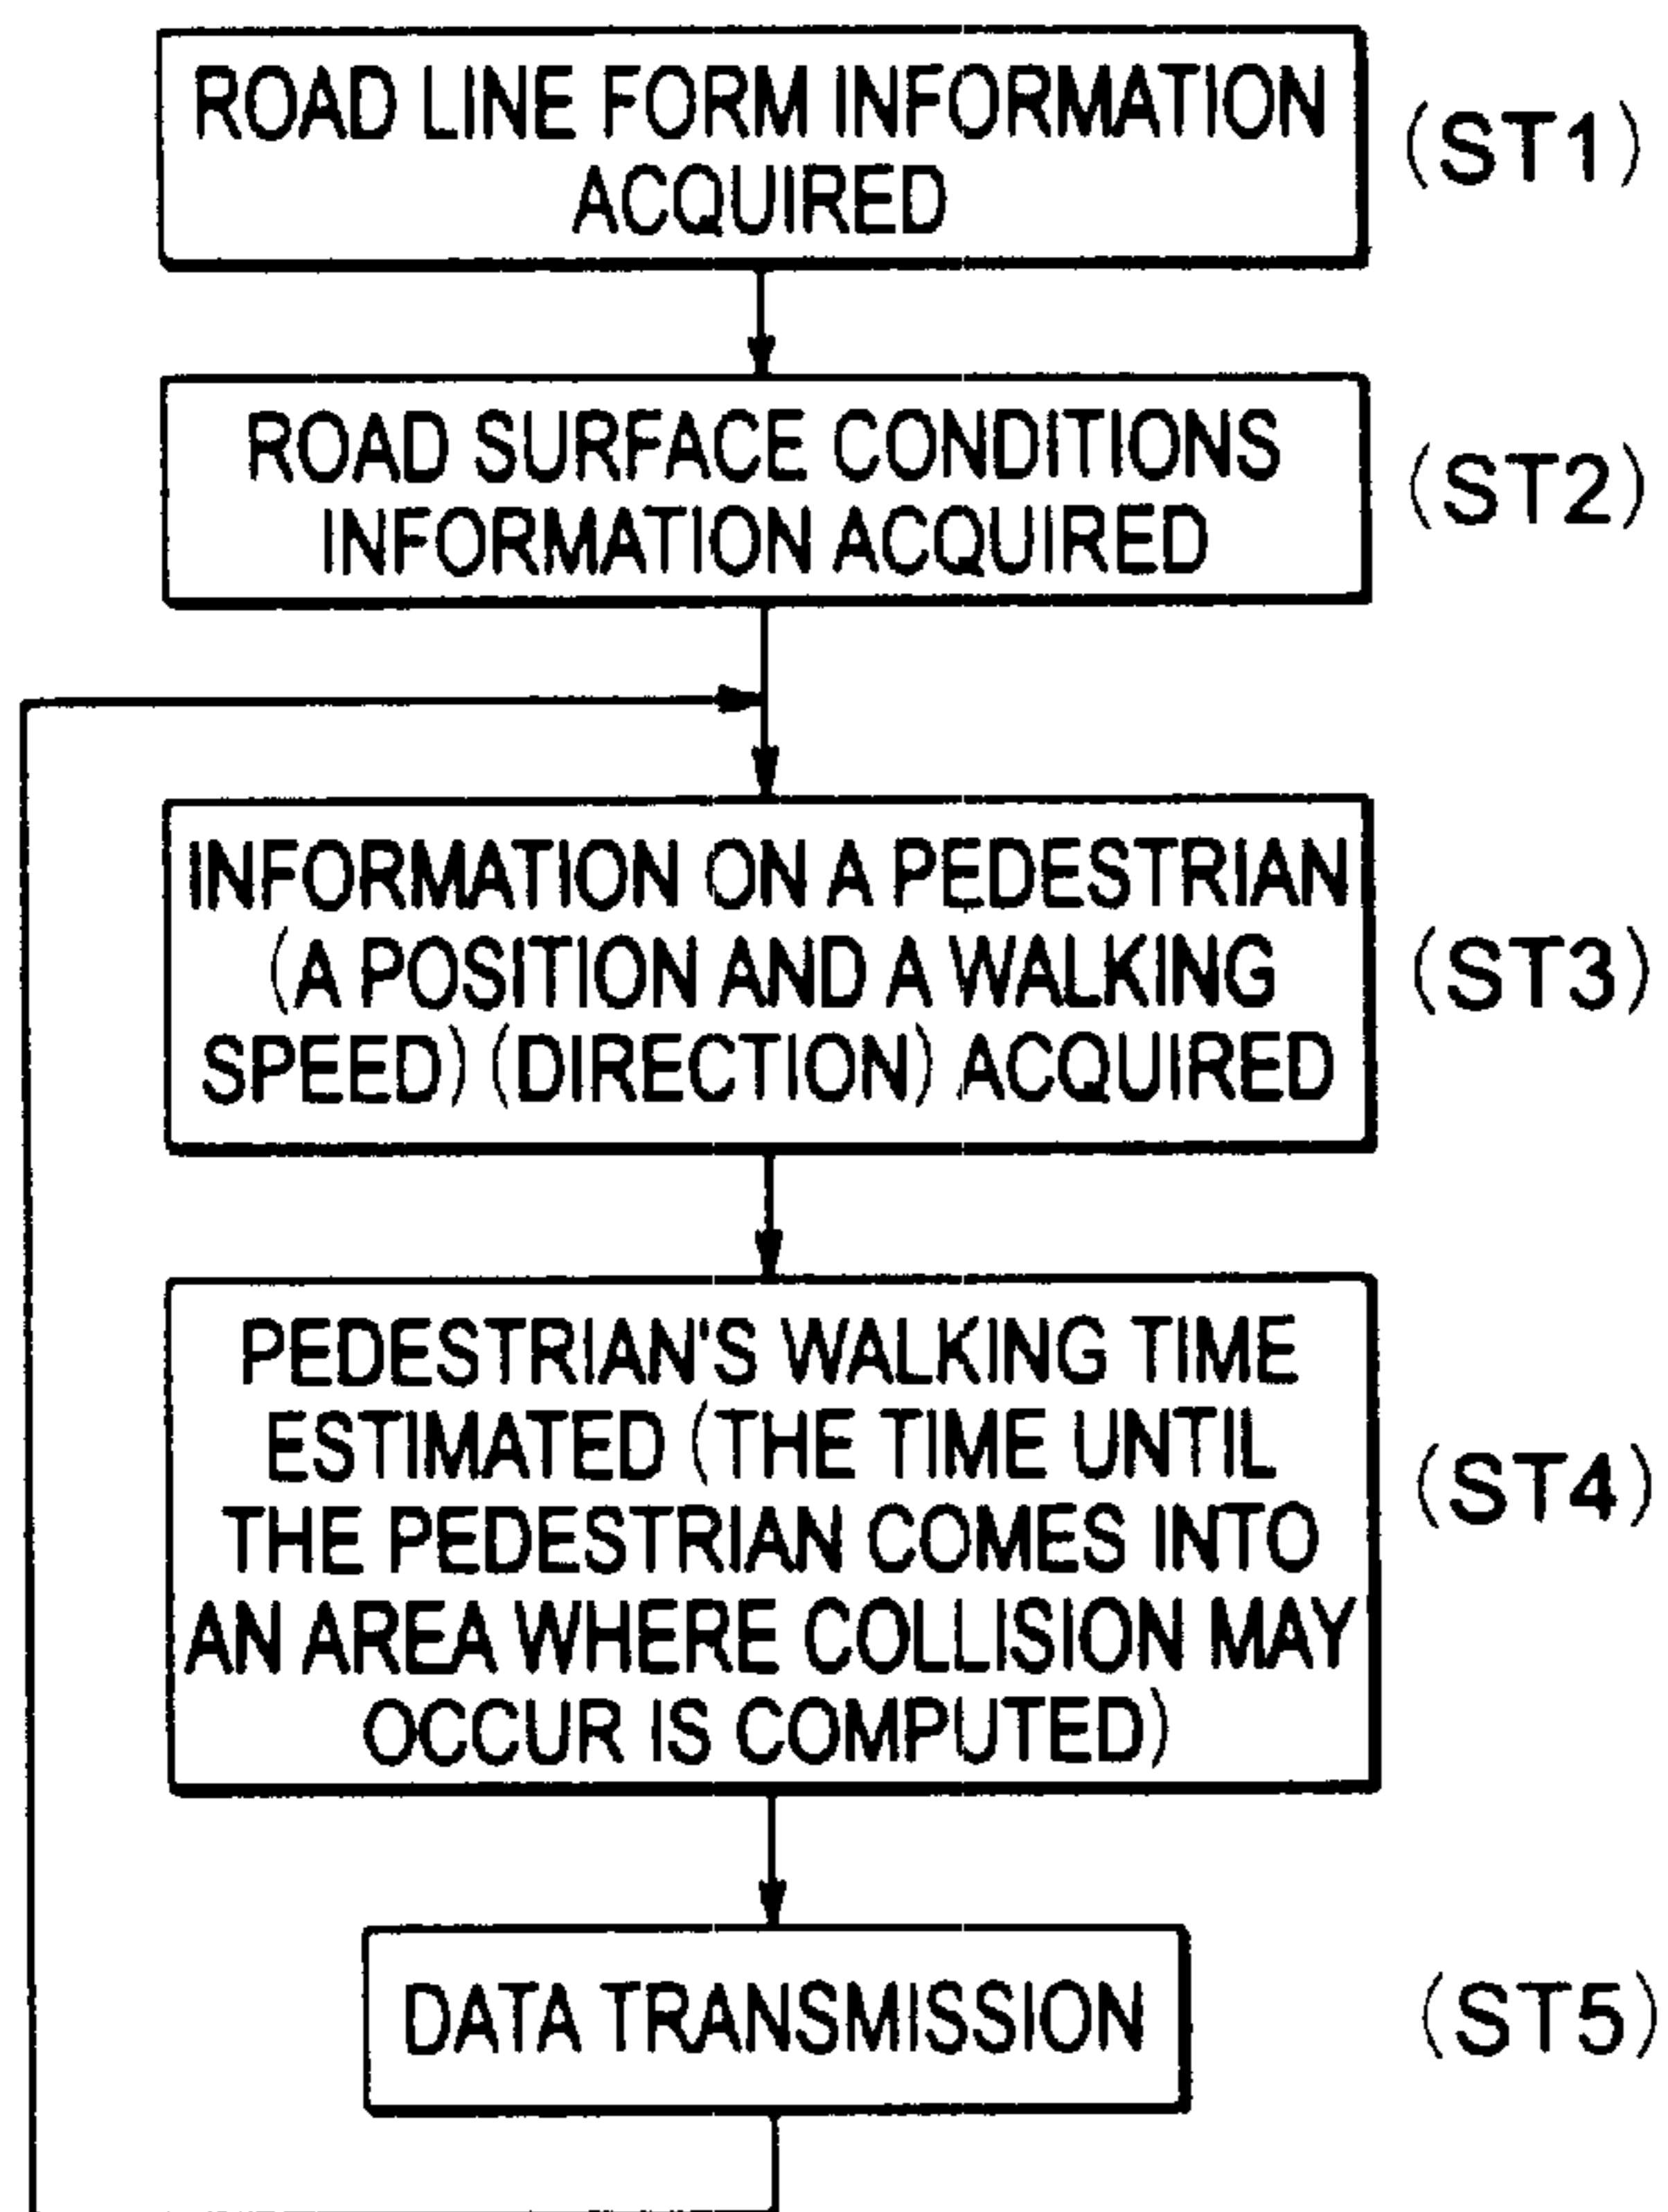 ROAD LINE FORM INFORMATION
ACQUIRED
(ST1)
ROAD SURFACE CONDITIONS
INFORMATION ACQUIRED
(ST2)
INFORMATION ON A PEDESTRIAN
(A POSITION AND A WALKING
SPEED) (DIRECTION) ACQUIRED
(ST3)
PEDESTRIAN'S WALKING TIME
ESTIMATED (THE TIME UNTIL
THE PEDESTRIAN COMES INTO
AN AREA WHERE COLLISION MAY
OCCUR IS COMPUTED)
(ST4)
DATA TRANSMISSION
(ST5)